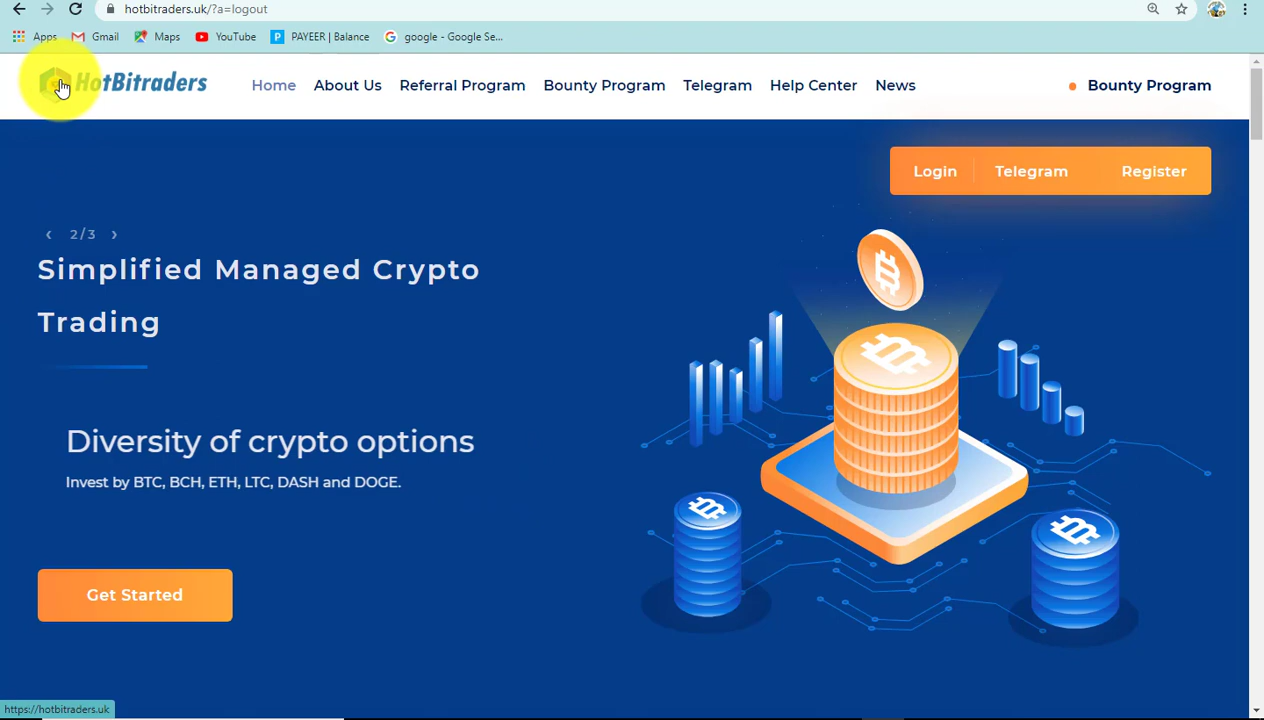 hotbitraders.uk/?a=logout
Apps Gmail Maps YouTube PAYEER | Balance google - Google Se...
HotBitraders Home About Us Referral Program Bounty Program Telegram Help Center News Bounty Program
Login Telegram Register
‹ 2/3 ›
Simplified Managed Crypto
Trading
Diversity of crypto options
Invest by BTC, BCH, ETH, LTC, DASH and DOGE.
Get Started
https://hotbitraders.uk